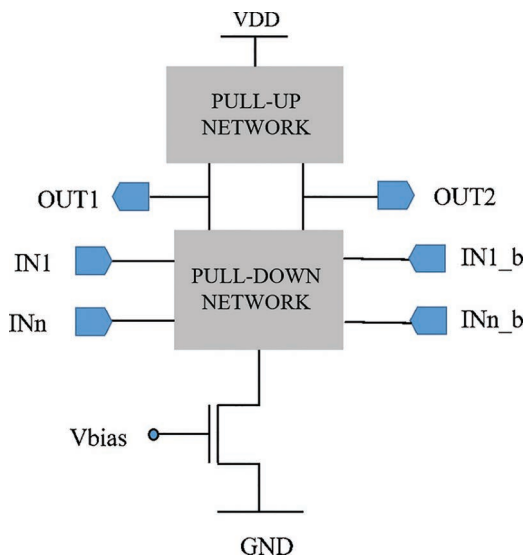 VDD
PULL-UP
NETWORK
OUT1
OUT2
IN1
IN1_b
PULL-DOWN
NETWORK
INn
INn_b
Vbias
GND